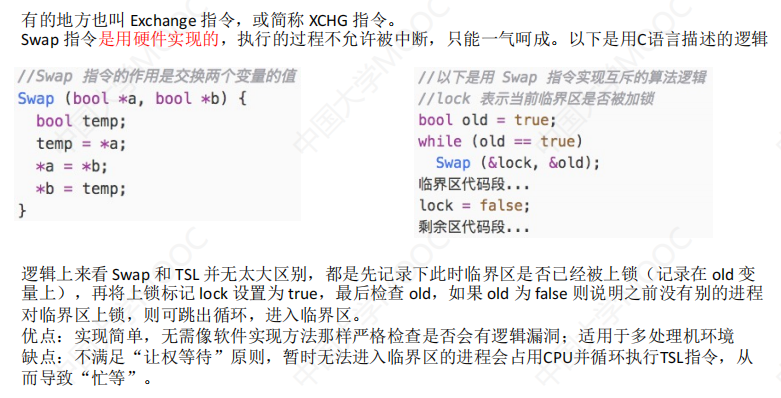 有的地方也叫 Exchange 指令，或简称 XCHG 指令。
Swap 指令是用硬件实现的，执行的过程不允许被中断，只能一气呵成。以下是用C语言描述的逻辑
//Swap 指令的作用是交换两个变量的值
Swap (bool *a, bool *b) {
  bool temp;
  temp = *a;
  *a = *b;
  *b = temp;
}
//以下是用 Swap 指令实现互斥的算法逻辑
//lock 表示当前临界区是否被加锁
bool old = true;
while (old == true)
  Swap (&lock, &old);
临界区代码段...
lock = false;
剩余区代码段...
逻辑上来看 Swap 和 TSL 并无太大区别，都是先记录下此时临界区是否已经被上锁（记录在 old 变
量上），再将上锁标记 lock 设置为 true，最后检查 old，如果 old 为 false 则说明之前没有别的进程
对临界区上锁，则可跳出循环，进入临界区。
优点：实现简单，无需像软件实现方法那样严格检查是否会有逻辑漏洞；适用于多处理机环境
缺点：不满足“让权等待”原则，暂时无法进入临界区的进程会占用CPU并循环执行TSL指令，从
而导致“忙等”。
中国大学MOOC
中国大学MOOC